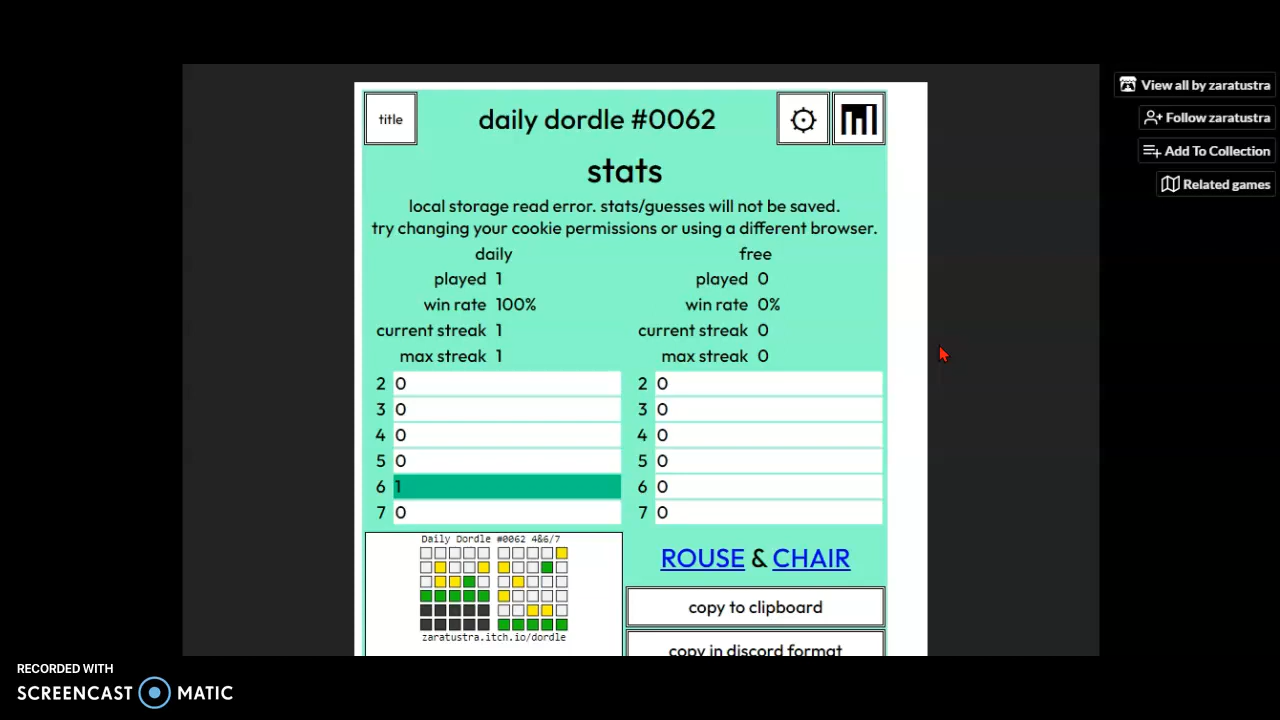 title
daily dordle #0062
stats
local storage read error. stats/guesses will not be saved.
try changing your cookie permissions or using a different browser.
daily free
played 1 played 0
win rate 100% win rate 0%
current streak 1 current streak 0
max streak 1 max streak 0
2 0 2 0
3 0 3 0
4 0 4 0
5 0 5 0
6 1 6 0
7 0 7 0
Daily Dordle #0062 4&6/7
zaratustra.itch.io/dordle
ROUSE & CHAIR
copy to clipboard
copy in discord format
View all by zaratustra
Follow zaratustra
Add To Collection
Related games
RECORDED WITH
SCREENCAST MATIC